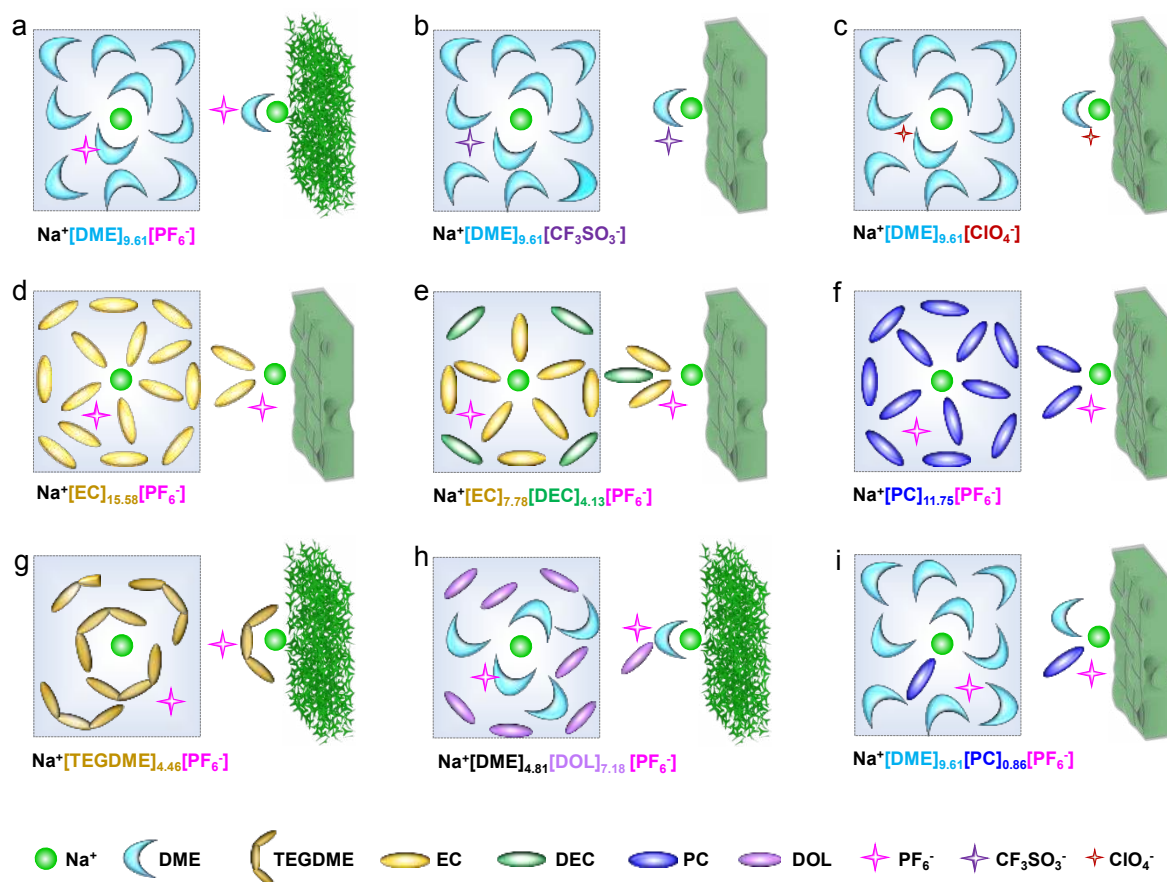 a
b
c
Na⁺[DME]₉.₆₁[PF₆⁻]
Na⁺[DME]₉.₆₁[CF₃SO₃⁻]
Na⁺[DME]₉.₆₁[ClO₄⁻]
d
e
f
Na⁺[EC]₁₅.₅₈[PF₆⁻]
Na⁺[EC]₇.₇₈[DEC]₄.₁₃[PF₆⁻]
Na⁺[PC]₁₁.₇₅[PF₆⁻]
g
h
i
Na⁺[TEGDME]₄.₄₆[PF₆⁻]
Na⁺[DME]₄.₈₁[DOL]₇.₁₈ [PF₆⁻]
Na⁺[DME]₉.₆₁[PC]₀.₈₆[PF₆⁻]
Na⁺ DME TEGDME EC DEC PC DOL PF₆⁻ CF₃SO₃⁻ ClO₄⁻